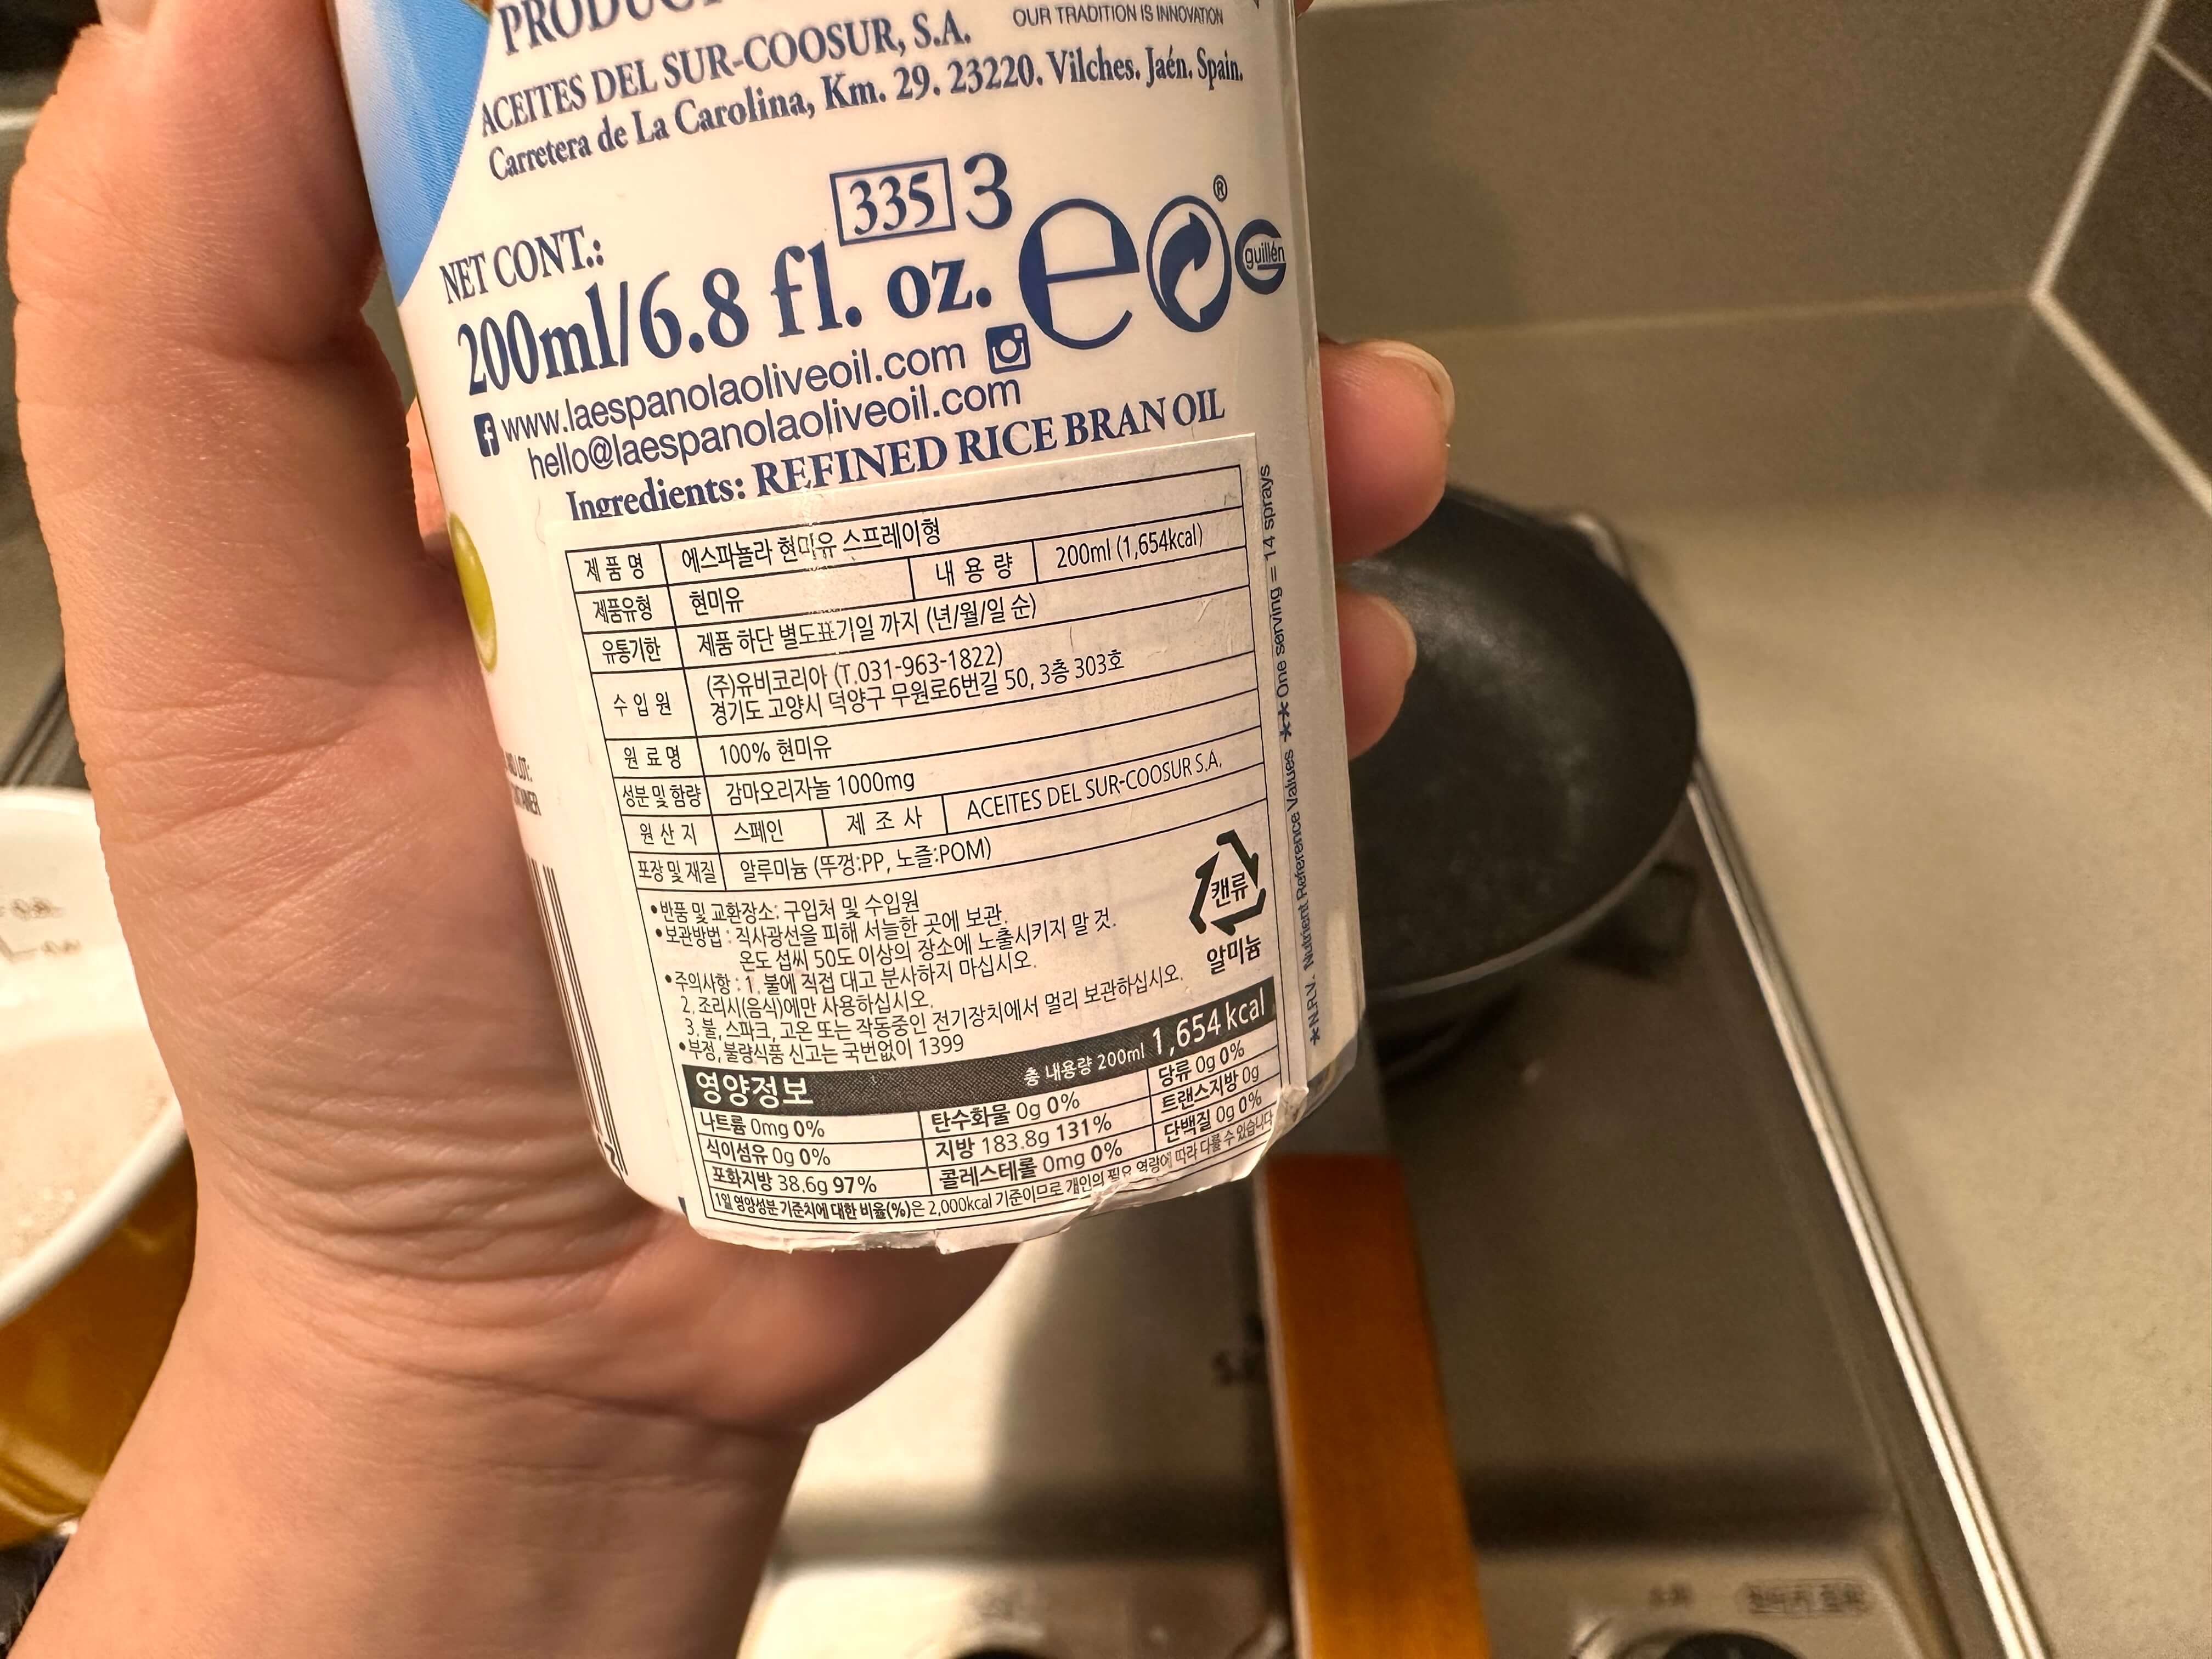 OUR TRADITION IS INNOVATION
ACEITES DEL SUR-COOSUR, S.A.
Carretera de La Carolina, Km. 29. 23220. Vilches. Jaén. Spain.
335 3
NET CONT.:
200ml/6.8 fl. oz. e ®
guillén
www.laespanolaoliveoil.com
hello@laespanolaoliveoil.com
Ingredients: REFINED RICE BRAN OIL
제품명 에스파놀라 현미유 스프레이형
제품유형 현미유 내용량 200ml (1,654kcal)
유통기한 제품 하단 별도표기일 까지 (년/월/일 순)
수입원 (주)유비코리아 (T.031-963-1822)
경기도 고양시 덕양구 무원로6번길 50, 3층 303호
원료명 100% 현미유
성분 및 함량 감마오리자놀 1000mg
원산지 스페인 제조사 ACEITES DEL SUR-COOSUR S.A.
포장 및 재질 알루미늄 (뚜껑:PP, 노즐:POM)
•반품 및 교환장소: 구입처 및 수입원
•보관방법 : 직사광선을 피해 서늘한 곳에 보관.
온도 섭씨 50도 이상의 장소에 노출시키지 말 것.
•주의사항 : 1. 불에 직접 대고 분사하지 마십시오.
2. 조리시(음식)에만 사용하십시오.
3. 불, 스파크, 고온 또는 작동중인 전기장치에서 멀리 보관하십시오.
•부정, 불량식품 신고는 국번없이 1399
캔류
알미늄
영양정보 총 내용량 200ml 1,654 kcal
나트륨 0mg 0% 탄수화물 0g 0% 당류 0g 0%
식이섬유 0g 0% 지방 183.8g 131% 트랜스지방 0g
포화지방 38.6g 97% 콜레스테롤 0mg 0% 단백질 0g 0%
1일 영양성분 기준치에 대한 비율(%)은 2,000kcal 기준이므로 개인의 필요 열량에 따라 다를 수 있습니다
*N.R.V. Nutrient Reference Values **One serving = 14 sprays